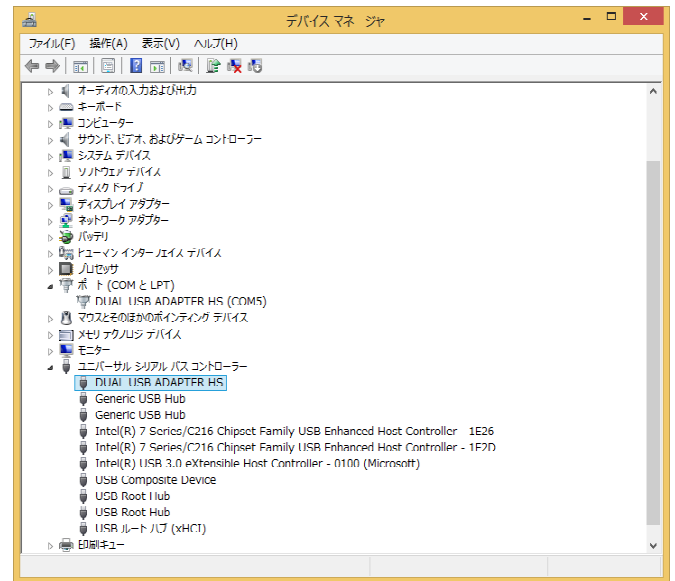 デバイス マネージャ
ファイル(F) 操作(A) 表示(V) ヘルプ(H)
オーディオの入力および出力
キーボード
コンピューター
サウンド、ビデオ、およびゲーム コントローラー
システム デバイス
ソフトウェア デバイス
ディスク ドライブ
ディスプレイ アダプター
ネットワーク アダプター
バッテリ
ヒューマン インターフェイス デバイス
プロセッサ
ポート (COM と LPT)
DUAL USB ADAPTER HS (COM5)
マウスとそのほかのポインティング デバイス
メモリ テクノロジ デバイス
モニター
ユニバーサル シリアル バス コントローラー
DUAL USB ADAPTER HS
Generic USB Hub
Generic USB Hub
Intel(R) 7 Series/C216 Chipset Family USB Enhanced Host Controller - 1E26
Intel(R) 7 Series/C216 Chipset Family USB Enhanced Host Controller - 1E2D
Intel(R) USB 3.0 eXtensible Host Controller - 0100 (Microsoft)
USB Composite Device
USB Root Hub
USB Root Hub
USB ルート ハブ (xHCI)
印刷キュー